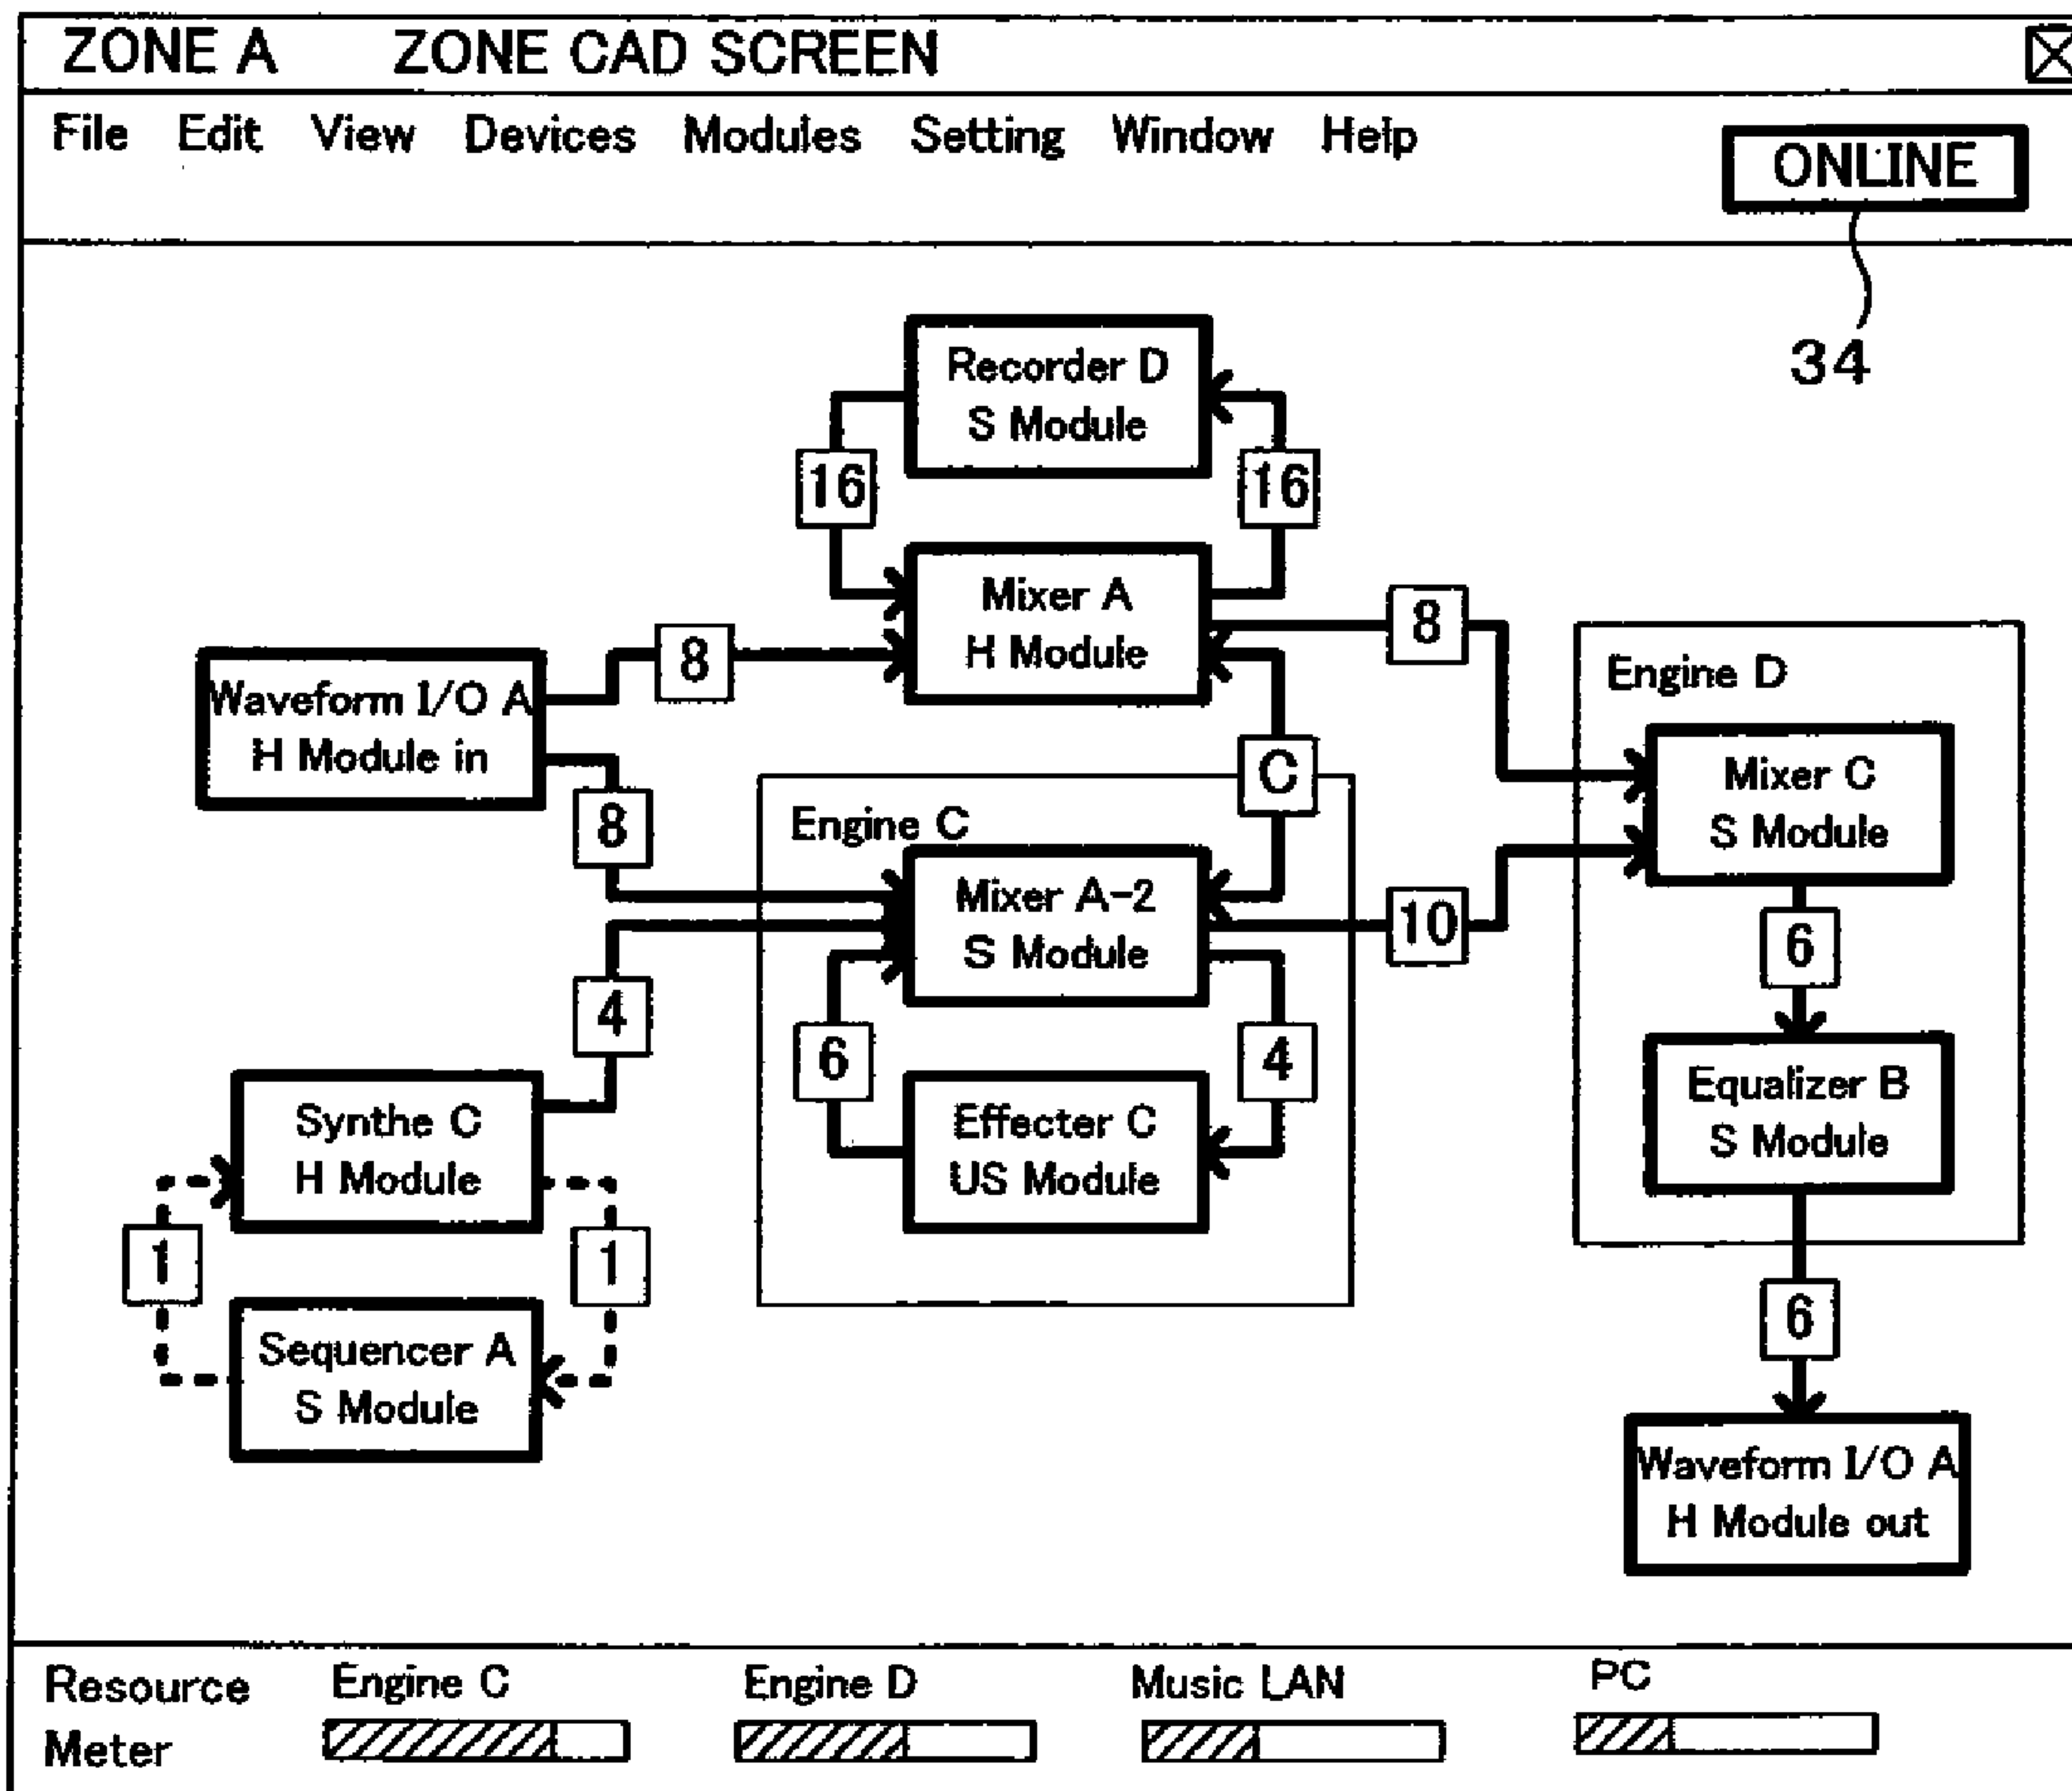 ZONE A ZONE CAD SCREEN
File Edit View Devices Modules Setting Window Help
ONLINE
34
Recorder D
S Module
16
16
Mixer A
H Module
8
8
Waveform I/O A
H Module in
8
C
Engine D
Mixer C
S Module
Engine C
Mixer A-2
S Module
10
6
4
6
4
Effecter C
US Module
Equalizer B
S Module
Synthe C
H Module
1
1
6
Sequencer A
S Module
Waveform I/O A
H Module out
Resource
Meter
Engine C
Engine D
Music LAN
PC